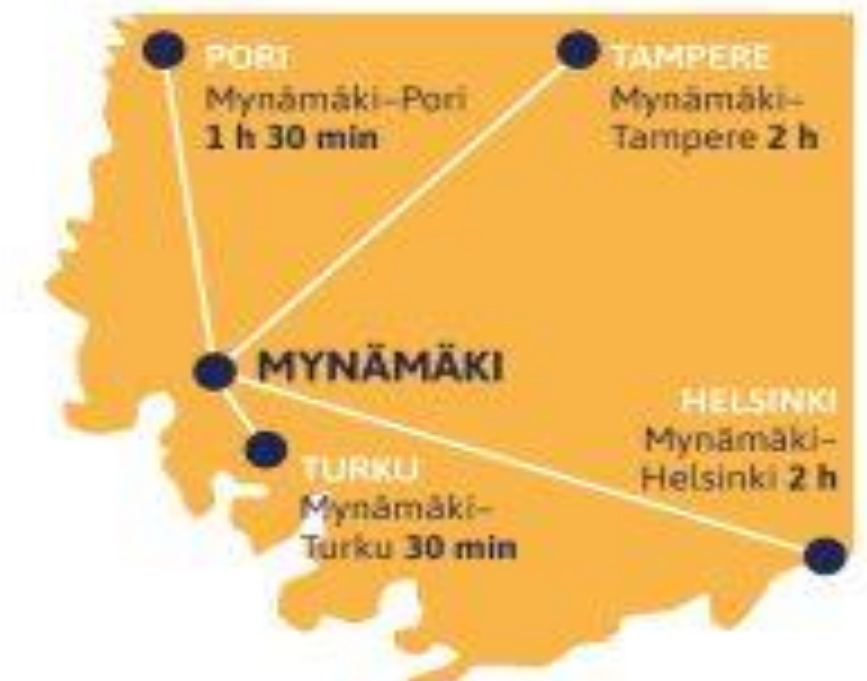 PORI
Mynämäki–Pori
1 h 30 min
TAMPERE
Mynämäki–
Tampere 2 h
MYNÄMÄKI
HELSINKI
Mynämäki–
Helsinki 2 h
TURKU
Mynämäki–
Turku 30 min